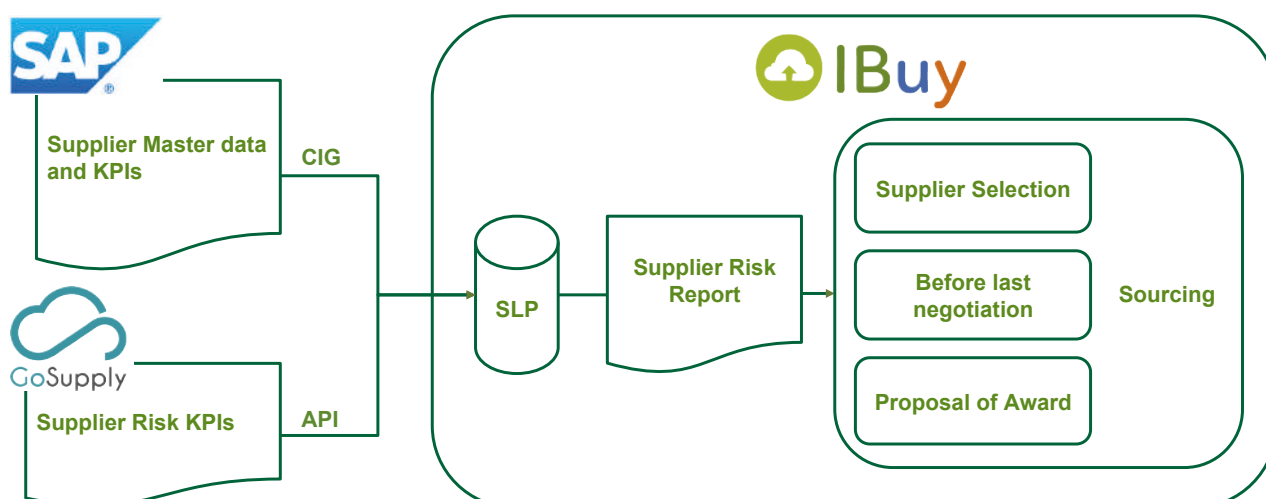 SAP
®
IBuy
Supplier Master data
and KPIs
CIG
Supplier Selection
SLP
Supplier Risk
Report
Before last
negotiation
Sourcing
GoSupply
Supplier Risk KPIs
API
Proposal of Award